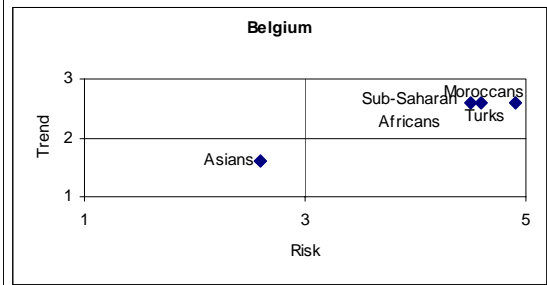 Belgium
3
Moroccans
Sub-Saharan
Africans
Turks
Trend
2
Asians
1
1
3
5
Risk